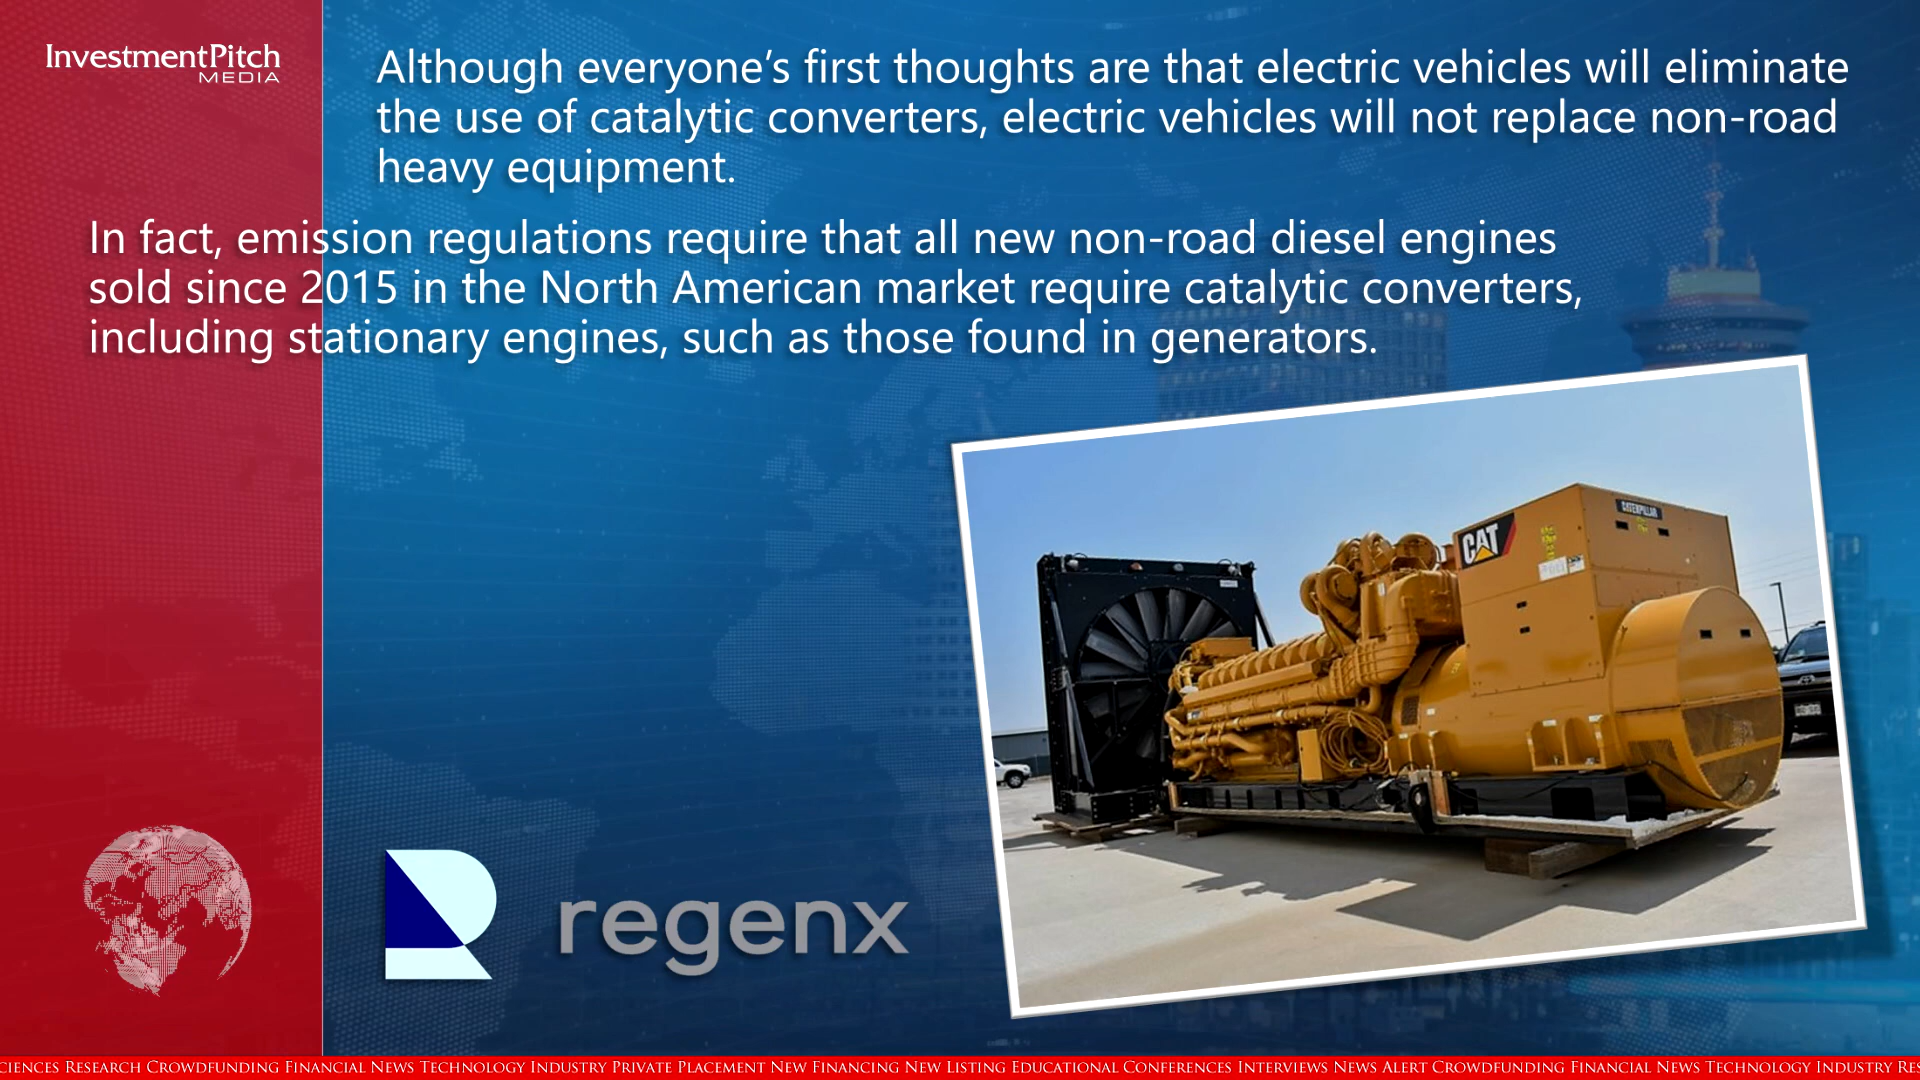 InvestmentPitch
MEDIA
Although everyone’s first thoughts are that electric vehicles will eliminate
the use of catalytic converters, electric vehicles will not replace non-road
heavy equipment.
In fact, emission regulations require that all new non-road diesel engines
sold since 2015 in the North American market require catalytic converters,
including stationary engines, such as those found in generators.
CATERPILLAR
CAT
regenx
Research Crowdfunding Financial News Technology Industry Private Placement New Financing New Listing Educational Conferences Interviews News Alert Crowdfunding Financial News Technology Industry